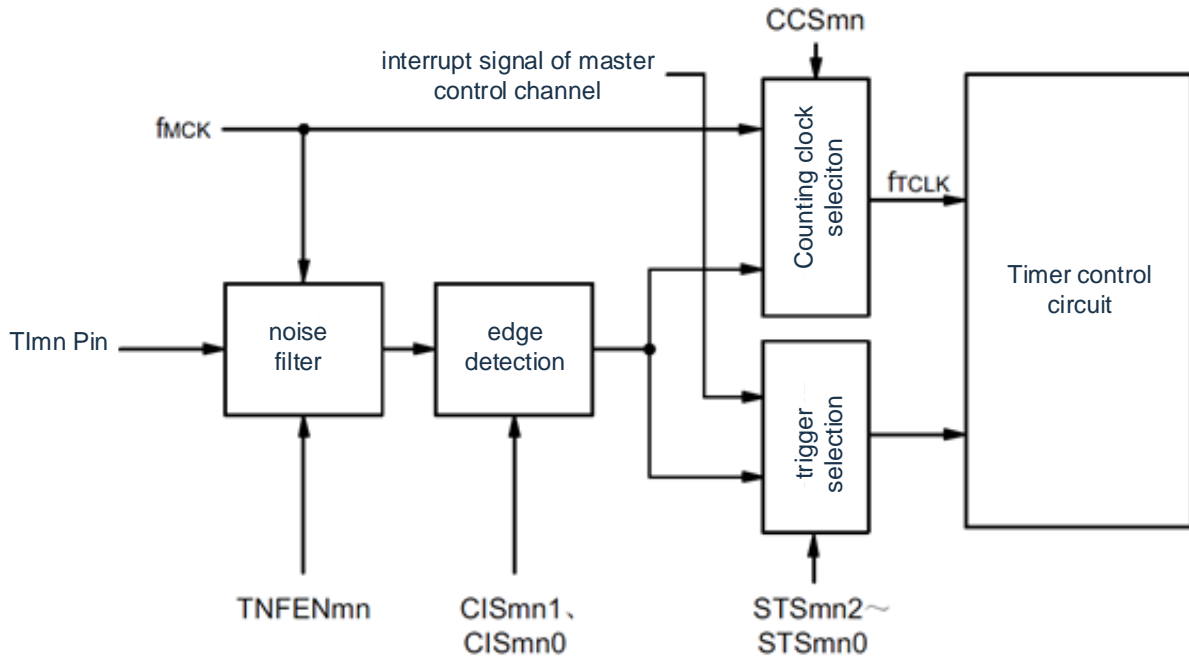 CCSmn
interrupt signal of master
control channel
fMCK
Counting clock
seleciton
fTCLK
Timer control
circuit
TImn Pin
noise
filter
edge
detection
trigger
selection
TNFENmn
CISmn1、
CISmn0
STSmn2～
STSmn0